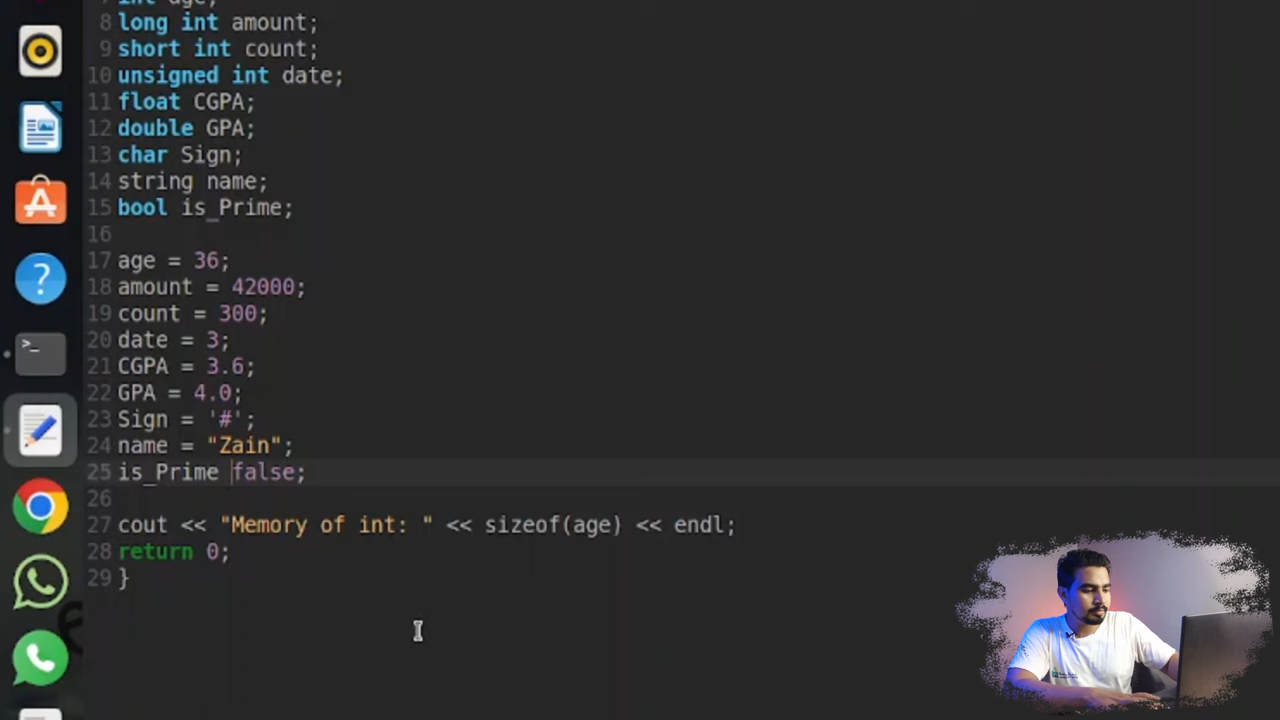 7 int age;
8 long int amount;
9 short int count;
10 unsigned int date;
11 float CGPA;
12 double GPA;
13 char Sign;
14 string name;
15 bool is_Prime;
16
17 age = 36;
18 amount = 42000;
19 count = 300;
20 date = 3;
21 CGPA = 3.6;
22 GPA = 4.0;
23 Sign = '#';
24 name = "Zain";
25 is_Prime false;
26
27 cout << "Memory of int: " << sizeof(age) << endl;
28 return 0;
29 }